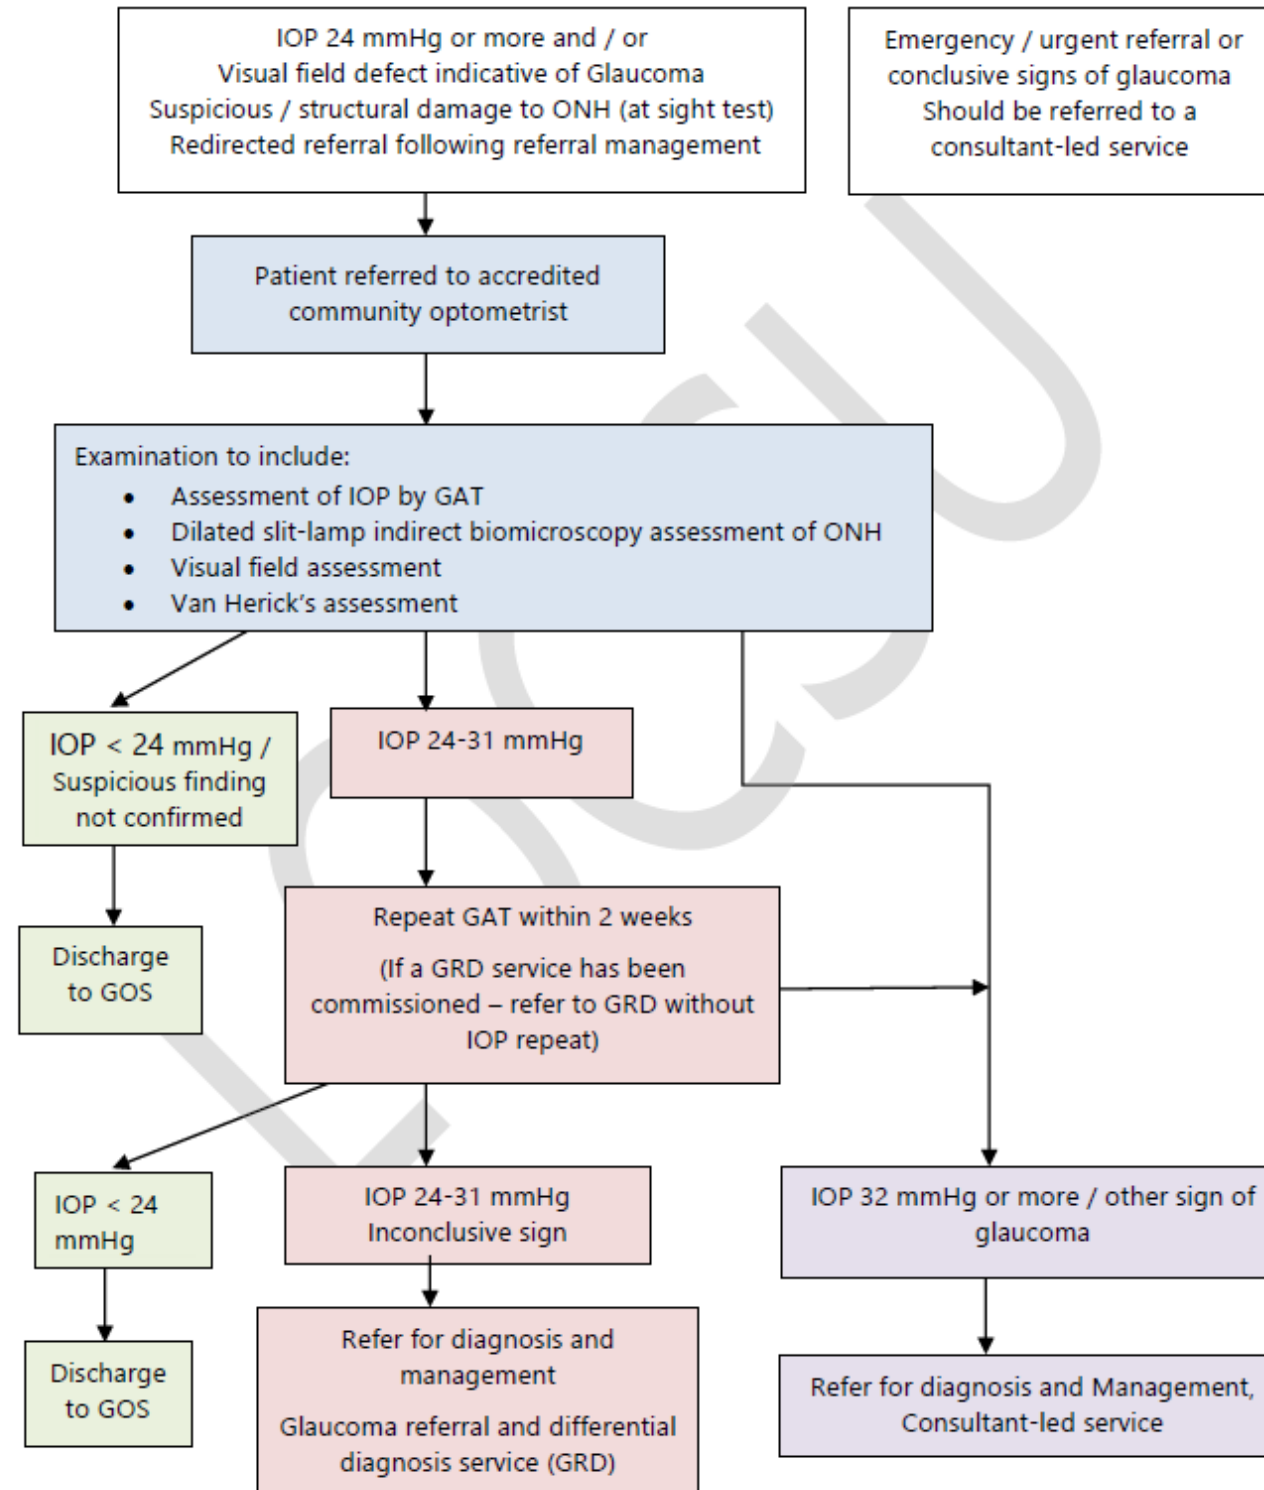 IOP 24 mmHg or more and / or
Visual field defect indicative of Glaucoma
Suspicious / structural damage to ONH (at sight test)
Redirected referral following referral management
Emergency / urgent referral or
conclusive signs of glaucoma
Should be referred to a
consultant-led service
Patient referred to accredited
community optometrist
Examination to include:
• Assessment of IOP by GAT
• Dilated slit-lamp indirect biomicroscopy assessment of ONH
• Visual field assessment
• Van Herick's assessment
IOP < 24 mmHg /
Suspicious finding
not confirmed
IOP 24-31 mmHg
Discharge
to GOS
Repeat GAT within 2 weeks
(If a GRD service has been
commissioned – refer to GRD without
IOP repeat)
IOP < 24
mmHg
IOP 24-31 mmHg
Inconclusive sign
IOP 32 mmHg or more / other sign of
glaucoma
Discharge
to GOS
Refer for diagnosis and
management
Glaucoma referral and differential
diagnosis service (GRD)
Refer for diagnosis and Management,
Consultant-led service
LOCSU